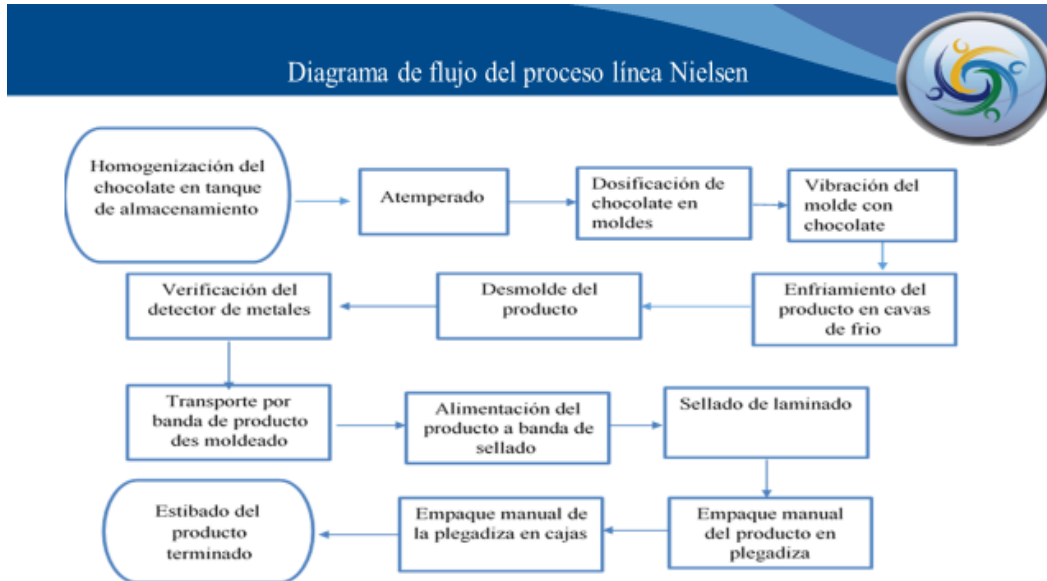 Diagrama de flujo del proceso línea Nielsen
Homogenización del
chocolate en tanque
de almacenamiento
Atemperado
Dosificación de
chocolate en
moldes
Vibración del
molde con
chocolate
Enfriamiento del
producto en cavas
de frio
Desmolde del
producto
Verificación del
detector de metales
Transporte por
banda de producto
des moldeado
Alimentación del
producto a banda de
sellado
Sellado de laminado
Empaque manual
del producto en
plegadiza
Empaque manual de
la plegadiza en cajas
Estibado del
producto
terminado